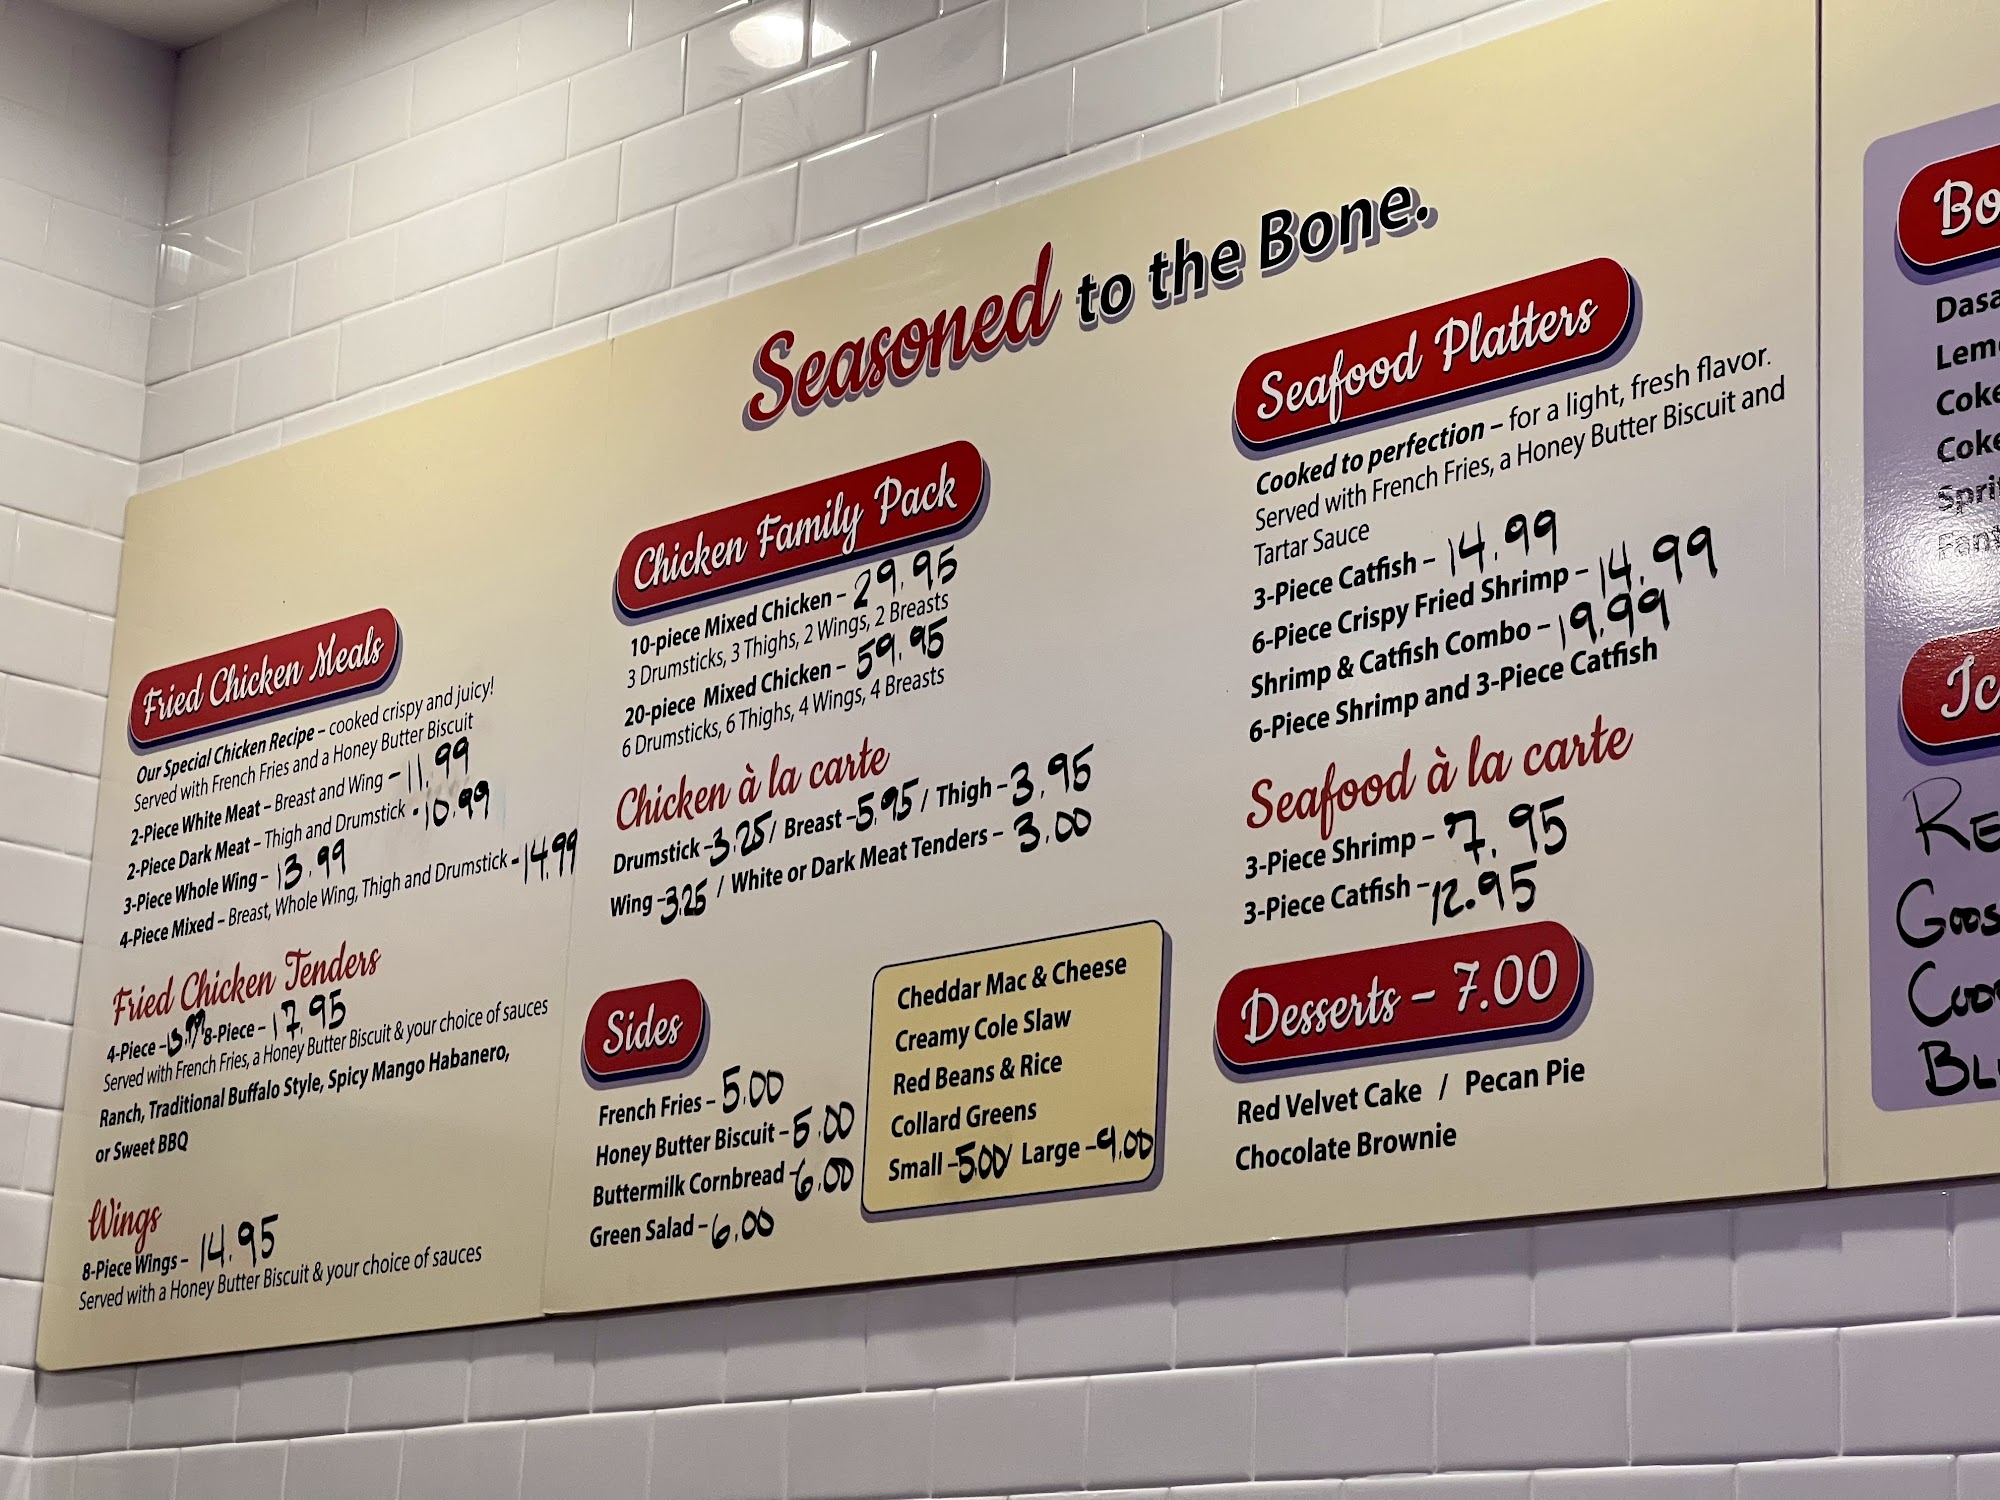 Seasoned to the Bone.
Fried Chicken Meals
Our Special Chicken Recipe – cooked crispy and juicy!
Served with French Fries and a Honey Butter Biscuit
2-Piece White Meat – Breast and Wing – 11.99
2-Piece Dark Meat – Thigh and Drumstick - 10.99
3-Piece Whole Wing – 13.99
4-Piece Mixed – Breast, Whole Wing, Thigh and Drumstick - 14.99
Fried Chicken Tenders
4-Piece – 13.99 8-Piece – 17.95
Served with French Fries, a Honey Butter Biscuit & your choice of sauces
Ranch, Traditional Buffalo Style, Spicy Mango Habanero,
or Sweet BBQ
Wings
8-Piece Wings – 14.95
Served with a Honey Butter Biscuit & your choice of sauces
Chicken Family Pack
10-piece Mixed Chicken – 29.95
3 Drumsticks, 3 Thighs, 2 Wings, 2 Breasts
20-piece Mixed Chicken – 59.95
6 Drumsticks, 6 Thighs, 4 Wings, 4 Breasts
Chicken à la carte
Drumstick – 3.25 / Breast – 5.95 / Thigh – 3.95
Wing – 3.25 / White or Dark Meat Tenders – 3.00
Sides
French Fries – 5.00
Honey Butter Biscuit – 5.00
Buttermilk Cornbread – 6.00
Green Salad – 6.00
Cheddar Mac & Cheese
Creamy Cole Slaw
Red Beans & Rice
Collard Greens
Small – 5.00 / Large – 9.00
Seafood Platters
Cooked to perfection – for a light, fresh flavor.
Served with French Fries, a Honey Butter Biscuit and
Tartar Sauce
3-Piece Catfish – 14.99
6-Piece Crispy Fried Shrimp – 14.99
Shrimp & Catfish Combo – 19.99
6-Piece Shrimp and 3-Piece Catfish
Seafood à la carte
3-Piece Shrimp – 7.95
3-Piece Catfish – 12.95
Desserts – 7.00
Red Velvet Cake / Pecan Pie
Chocolate Brownie